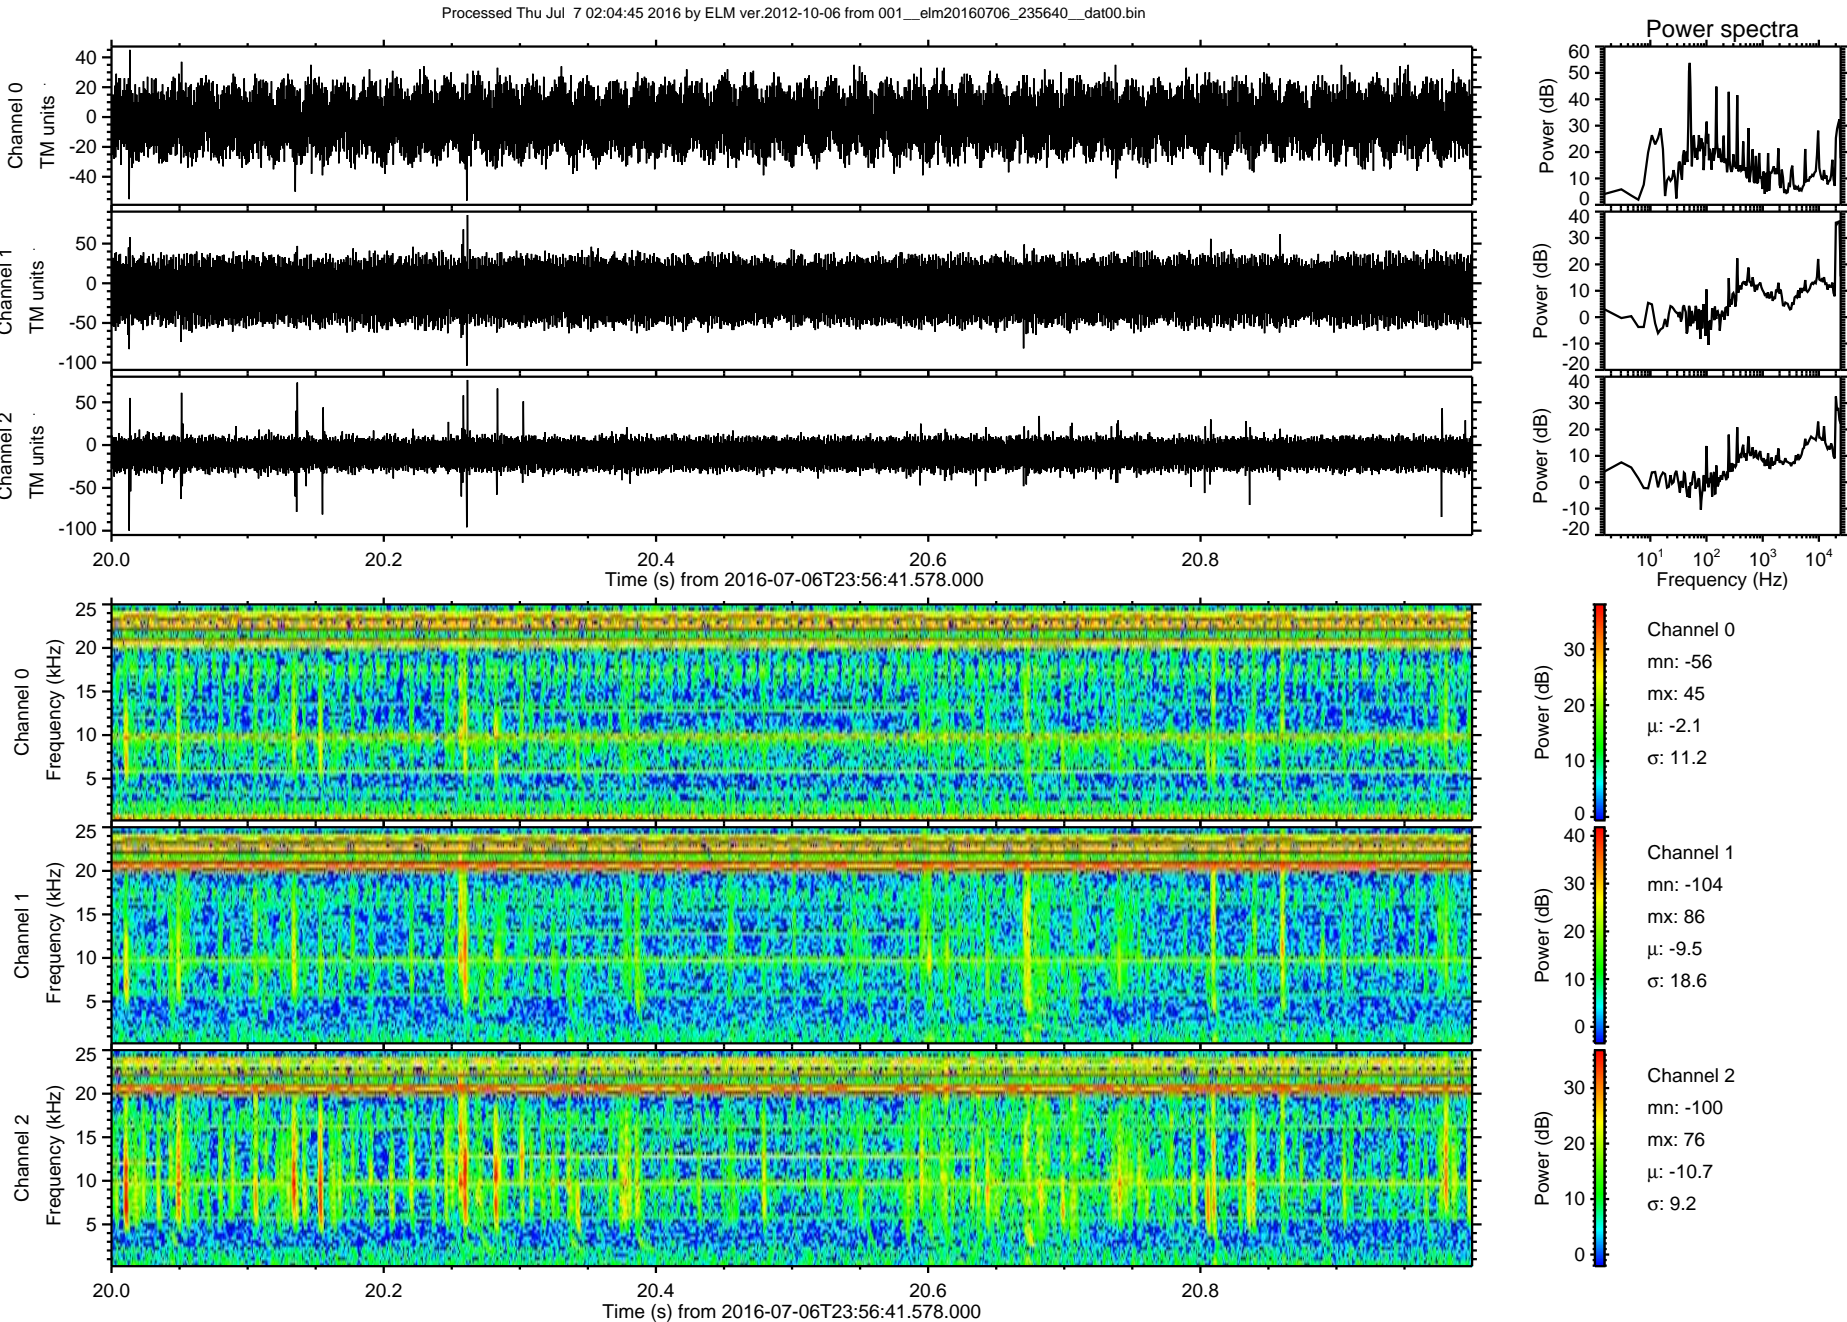 Processed Thu Jul  7 02:04:45 2016 by ELM ver.2012-10-06 from 001__elm20160706_235640__dat00.bin
Power spectra
Channel 0
TM units
40
20
0
-20
-40
Power (dB)
60
50
40
30
20
10
0
Channel 1
TM units
50
0
-50
-100
Power (dB)
40
30
20
10
0
-10
-20
Channel 2
TM units
50
0
-50
-100
Power (dB)
40
30
20
10
0
-10
-20
20.0 20.2 20.4 20.6 20.8
Time (s) from 2016-07-06T23:56:41.578.000
10^1 10^2 10^3 10^4
Frequency (Hz)
Channel 0
Frequency (kHz)
25
20
15
10
5
Power (dB)
30
20
10
0
Channel 0
mn: -56
mx: 45
μ: -2.1
σ: 11.2
Channel 1
Frequency (kHz)
25
20
15
10
5
Power (dB)
40
30
20
10
0
Channel 1
mn: -104
mx: 86
μ: -9.5
σ: 18.6
Channel 2
Frequency (kHz)
25
20
15
10
5
Power (dB)
30
20
10
0
Channel 2
mn: -100
mx: 76
μ: -10.7
σ: 9.2
20.0 20.2 20.4 20.6 20.8
Time (s) from 2016-07-06T23:56:41.578.000